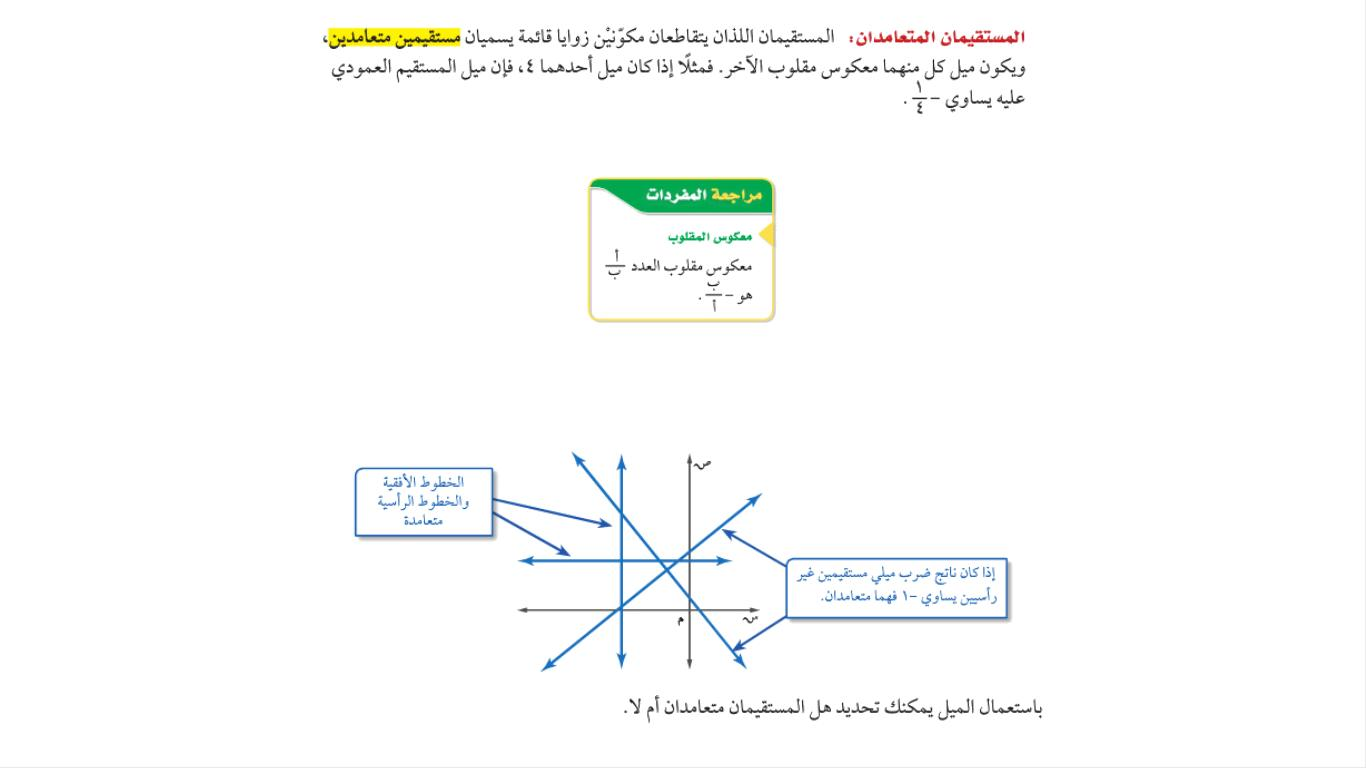 المستقيمان المتعامدان: المستقيمان اللذان يتقاطعان مكوّنيْن زوايا قائمة يسميان مستقيمين متعامدين،
ويكون ميل كل منهما معكوس مقلوب الآخر. فمثلًا إذا كان ميل أحدهما ٤، فإن ميل المستقيم العمودي
عليه يساوي -١/٤ .
مراجعة المفردات
معكوس المقلوب
معكوس مقلوب العدد أ/ب
هو -ب/أ .
الخطوط الأفقية
والخطوط الرأسية
متعامدة
ص
إذا كان ناتج ضرب ميلي مستقيمين غير
رأسيين يساوي -١ فهما متعامدان.
س
م
باستعمال الميل يمكنك تحديد هل المستقيمان متعامدان أم لا.